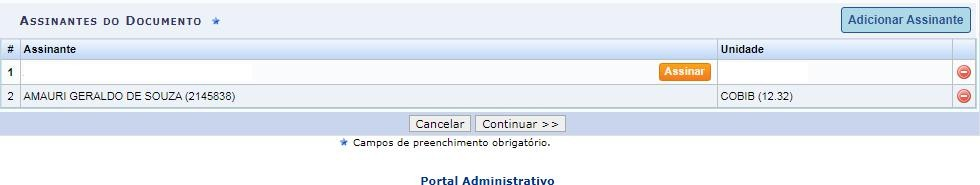 ASSINANTES DO DOCUMENTO
Adicionar Assinante
# Assinante Unidade
1 Assinar
2 AMAURI GERALDO DE SOUZA (2145838) COBIB (12.32)
Cancelar Continuar >>
Campos de preenchimento obrigatório.
Portal Administrativo